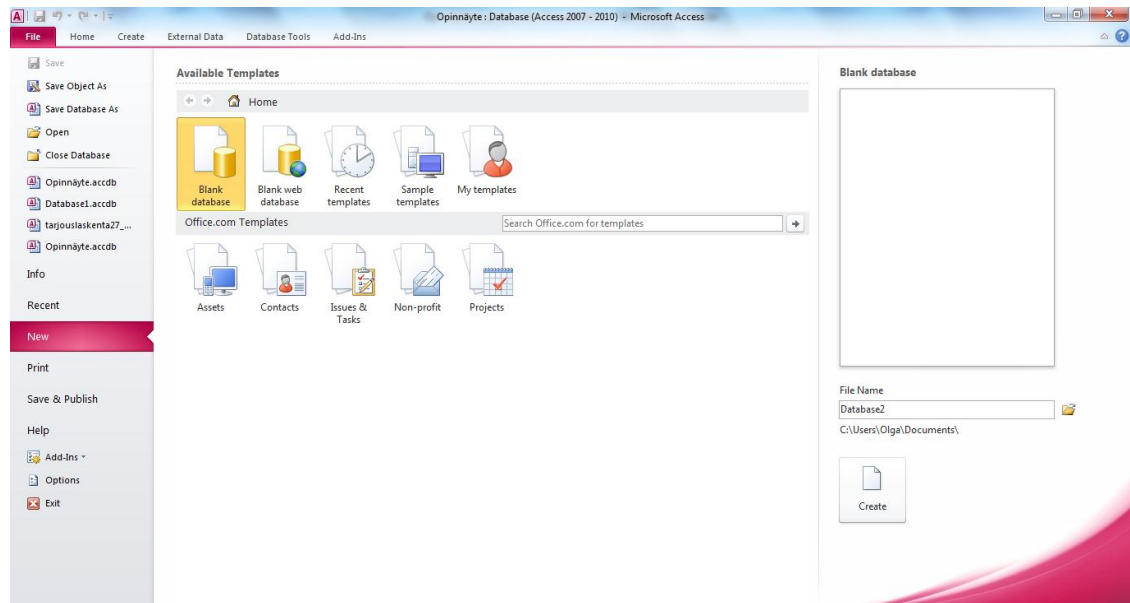 Opinnäyte : Database (Access 2007 - 2010) - Microsoft Access
File Home Create External Data Database Tools Add-Ins
Save
Save Object As
Save Database As
Open
Close Database
Opinnäyte.accdb
Database1.accdb
tarjouslaskenta27_...
Opinnäyte.accdb
Info
Recent
New
Print
Save & Publish
Help
Add-Ins
Options
Exit
Available Templates
Home
Blank database
Blank web database
Recent templates
Sample templates
My templates
Office.com Templates
Search Office.com for templates
Assets
Contacts
Issues & Tasks
Non-profit
Projects
Blank database
File Name
Database2
C:\Users\Olga\Documents\
Create